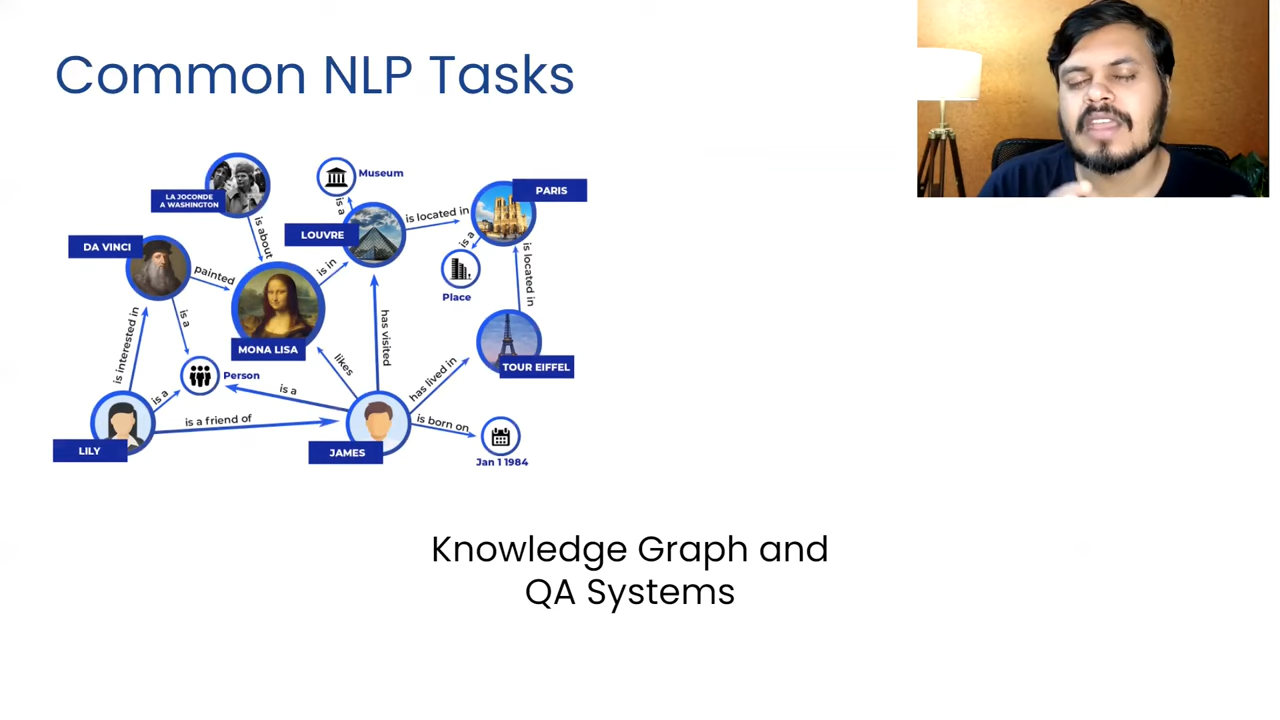 Common NLP Tasks
LA JOCONDE
A WASHINGTON
Museum
PARIS
is a
is located in
LOUVRE
DA VINCI
is about
is a
painted
is in
is located in
Place
MONA LISA
is interested in
is a
has visited
likes
TOUR EIFFEL
has lived in
Person
is a
is a
is a friend of
is born on
LILY
JAMES
Jan 1 1984
Knowledge Graph and
QA Systems